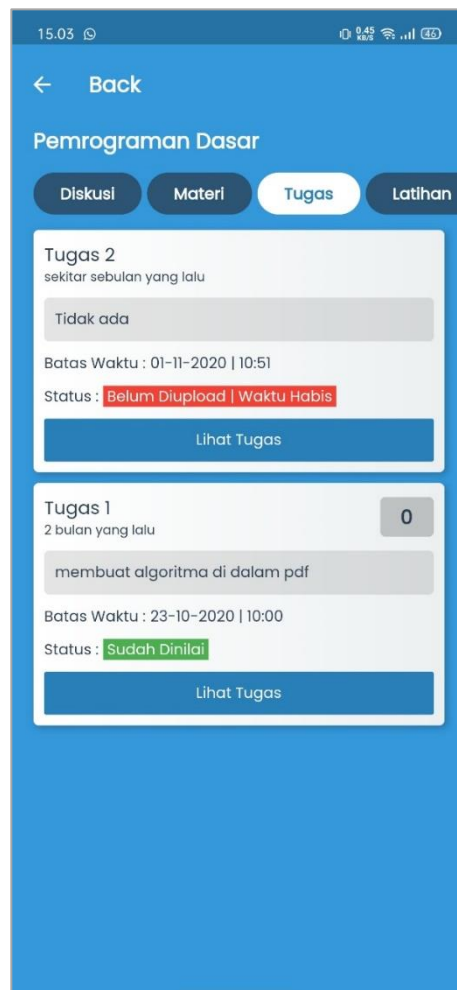 15.03
0.45
KB/S
46
Back
Pemrograman Dasar
Diskusi Materi Tugas Latihan
Tugas 2
sekitar sebulan yang lalu
Tidak ada
Batas Waktu : 01-11-2020 | 10:51
Status : Belum Diupload | Waktu Habis
Lihat Tugas
Tugas 1
0
2 bulan yang lalu
membuat algoritma di dalam pdf
Batas Waktu : 23-10-2020 | 10:00
Status : Sudah Dinilai
Lihat Tugas